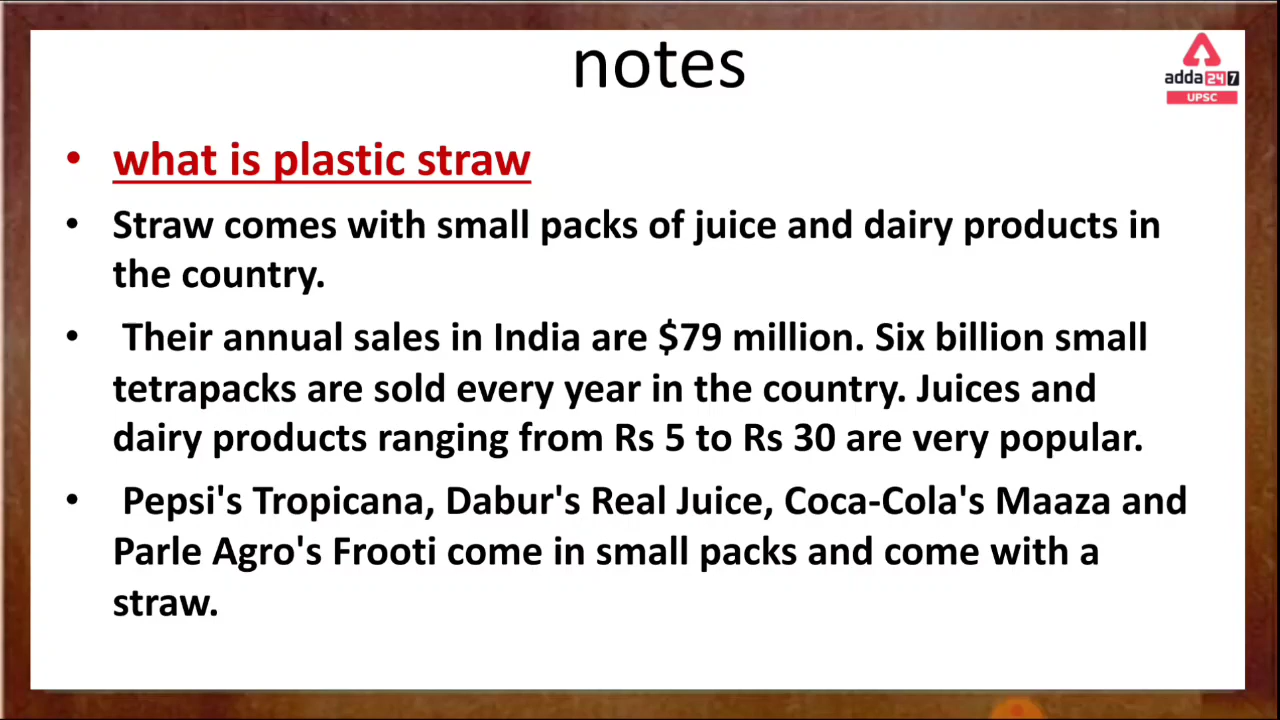 notes
adda247
UPSC
• what is plastic straw
• Straw comes with small packs of juice and dairy products in
the country.
• Their annual sales in India are $79 million. Six billion small
tetrapacks are sold every year in the country. Juices and
dairy products ranging from Rs 5 to Rs 30 are very popular.
• Pepsi's Tropicana, Dabur's Real Juice, Coca-Cola's Maaza and
Parle Agro's Frooti come in small packs and come with a
straw.